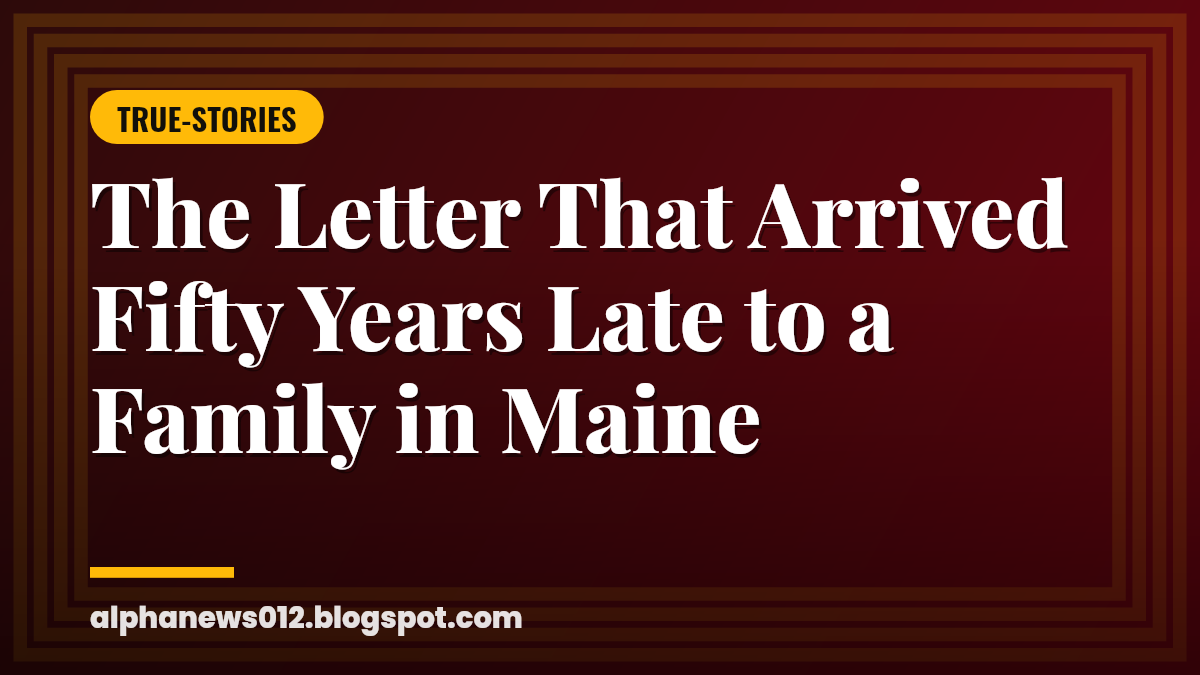 TRUE-STORIES
The Letter That Arrived
Fifty Years Late to a
Family in Maine
alphanews012.blogspot.com